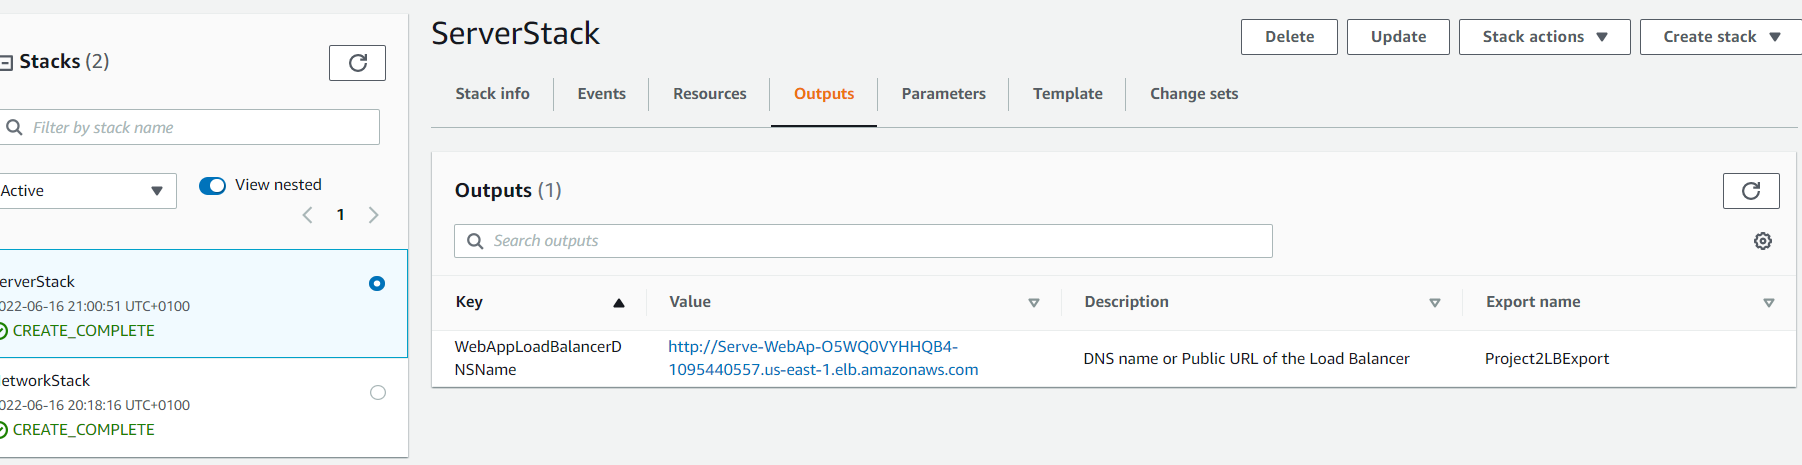 Stacks (2)
Filter by stack name
Active
View nested
1
erverStack
022-06-16 21:00:51 UTC+0100
CREATE_COMPLETE
etworkStack
022-06-16 20:18:16 UTC+0100
CREATE_COMPLETE
ServerStack
Delete
Update
Stack actions
Create stack
Stack info
Events
Resources
Outputs
Parameters
Template
Change sets
Outputs (1)
Search outputs
Key
Value
Description
Export name
WebAppLoadBalancerD
NSName
http://Serve-WebAp-O5WQ0VYHHQB4-
1095440557.us-east-1.elb.amazonaws.com
DNS name or Public URL of the Load Balancer
Project2LBExport